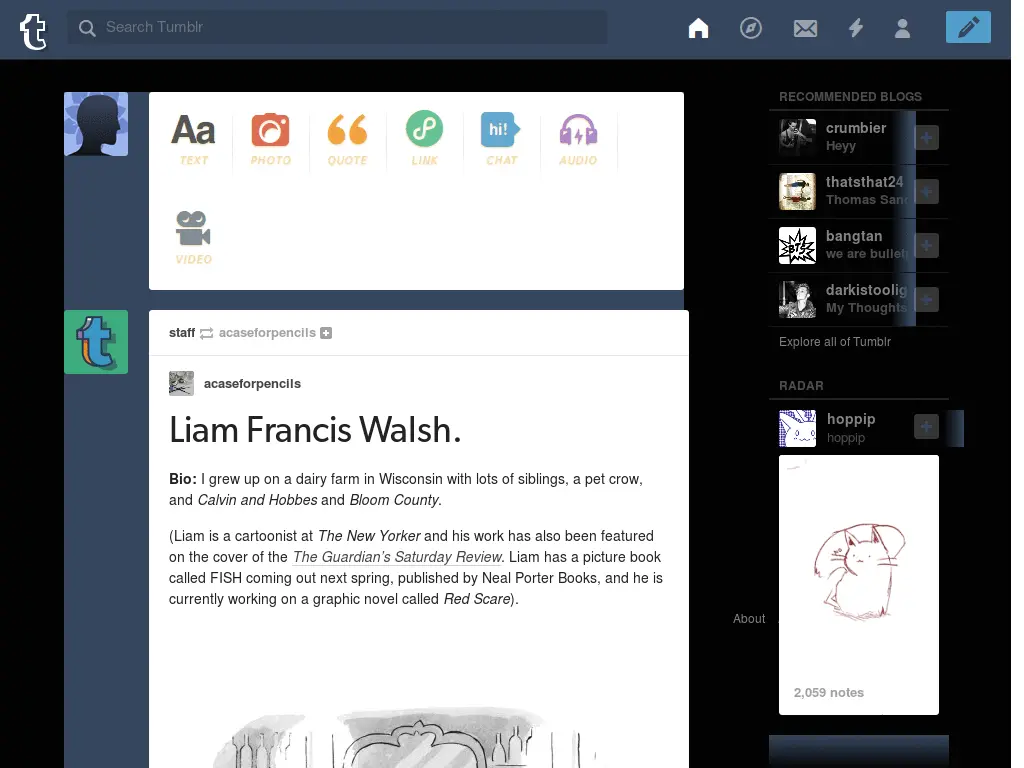 Search Tumblr
Aa
TEXT
PHOTO
QUOTE
LINK
hi!
CHAT
AUDIO
VIDEO
staff acaseforpencils
acaseforpencils
Liam Francis Walsh.
Bio: I grew up on a dairy farm in Wisconsin with lots of siblings, a pet crow,
and Calvin and Hobbes and Bloom County.
(Liam is a cartoonist at The New Yorker and his work has also been featured
on the cover of the The Guardian's Saturday Review. Liam has a picture book
called FISH coming out next spring, published by Neal Porter Books, and he is
currently working on a graphic novel called Red Scare).
RECOMMENDED BLOGS
crumbier
Heyy
thatsthat24
Thomas San
bangtan
we are bullet
BTS
darkistoolig
My Thoughts
Explore all of Tumblr
RADAR
hoppip
hoppip
2,059 notes
About